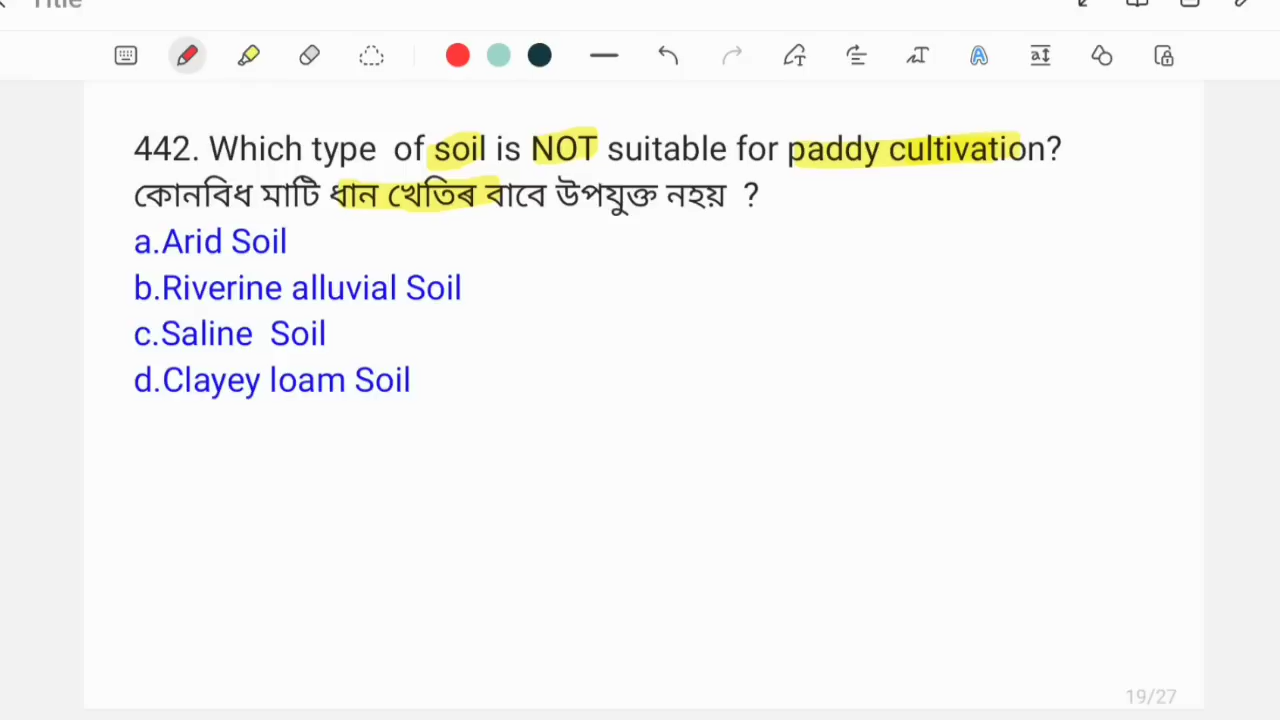 Title
442. Which type of soil is NOT suitable for paddy cultivation?
কোনবিধ মাটি ধান খেতিৰ বাবে উপযুক্ত নহয় ?
a.Arid Soil
b.Riverine alluvial Soil
c.Saline Soil
d.Clayey loam Soil
19/27